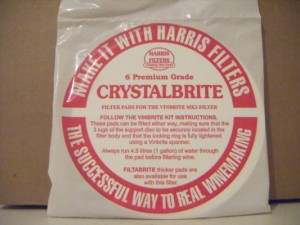 MAKE IT WITH HARRIS FILTERS
HARRIS
FILTERS
6 Premium Grade
CRYSTALBRITE
FILTER PADS FOR THE VINBRITE MK3 FILTER
FOLLOW THE VINBRITE KIT INSTRUCTIONS.
These pads can be fitted either way, making sure that the
3 lugs of the support disc to be securely located in the
filter body and that the locking ring is fully tightened
using a Vinbrite spanner.
Always run 4.5 litres (1 gallon) of water through
the pad before filtering wine.
FILTABRITE thicker pads are
also available for use
with this filter.
THE SUCCESSFUL WAY TO REAL WINEMAKING